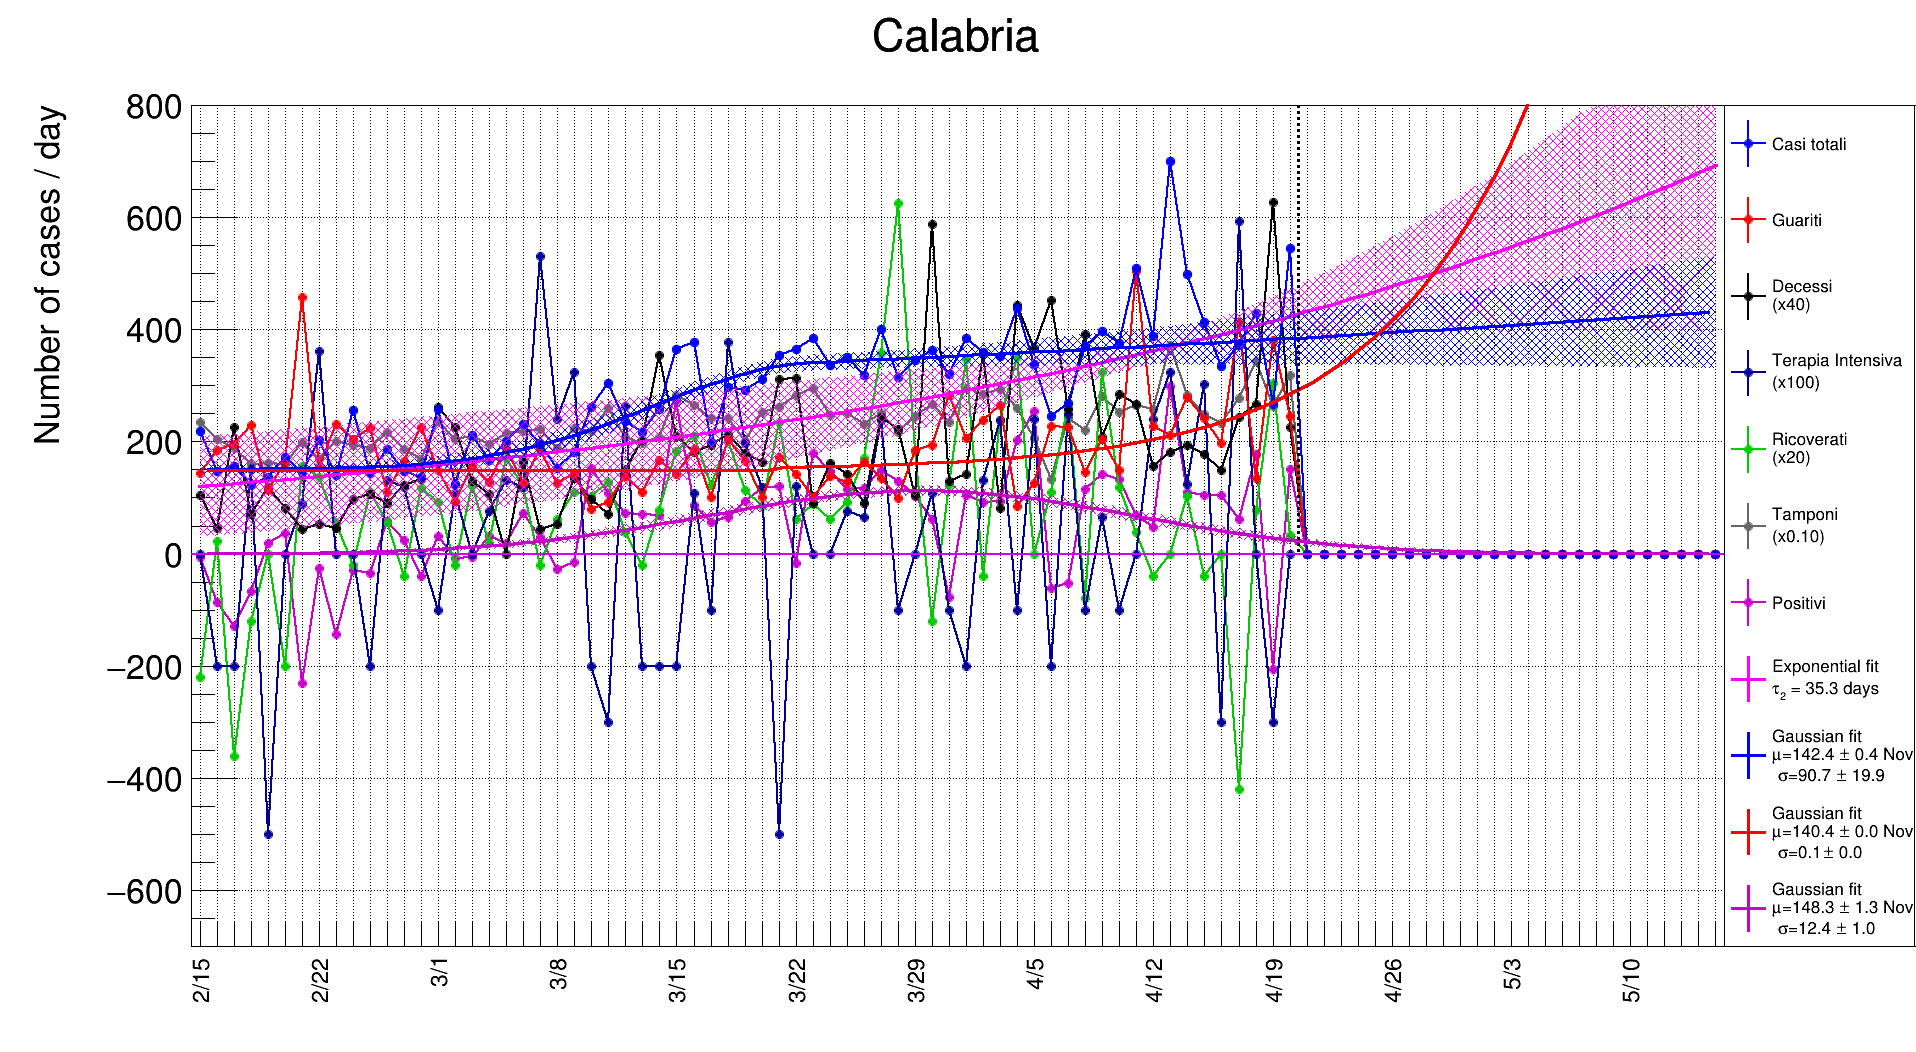 Calabria
Number of cases / day
800
600
400
200
0
−200
−400
−600
2/15
2/22
3/1
3/8
3/15
3/22
3/29
4/5
4/12
4/19
4/26
5/3
5/10
Casi totali
Guariti
Decessi
(x40)
Terapia Intensiva
(x100)
Ricoverati
(x20)
Tamponi
(x0.10)
Positivi
Exponential fit
τ2 = 35.3 days
Gaussian fit
μ=142.4 ± 0.4 Nov
σ=90.7 ± 19.9
Gaussian fit
μ=140.4 ± 0.0 Nov
σ=0.1 ± 0.0
Gaussian fit
μ=148.3 ± 1.3 Nov
σ=12.4 ± 1.0